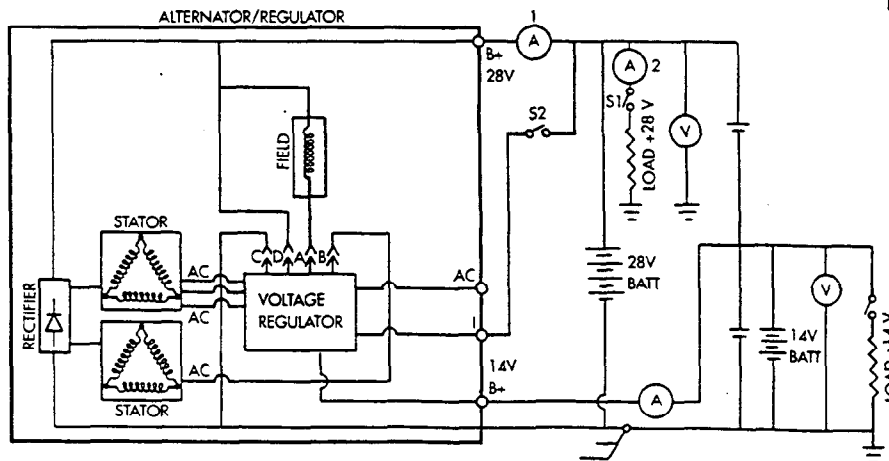 ALTERNATOR/REGULATOR
1
A
B+
28V
A
2
S1
LOAD +28 V
V
S2
FIELD
STATOR
AC
C
D
A
B
AC
28V
BATT
V
RECTIFIER
VOLTAGE
REGULATOR
I
AC
14V
BATT
14V
B+
AC
A
STATOR